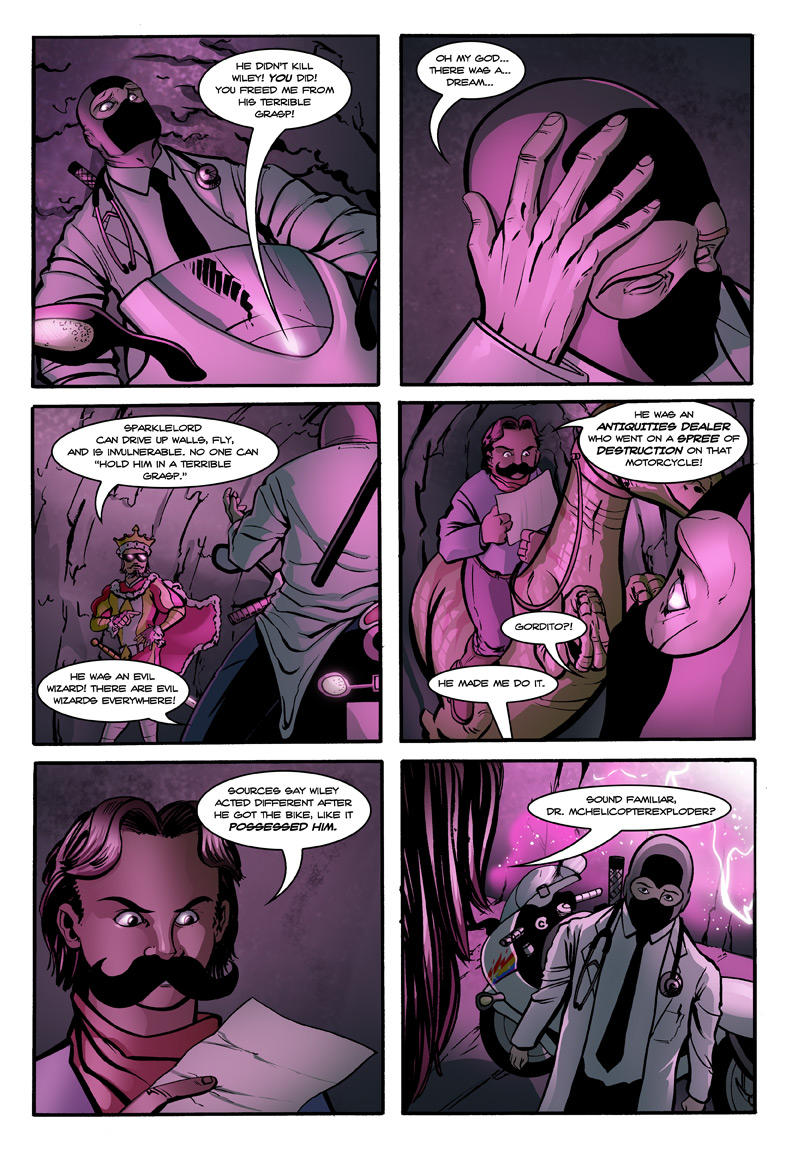 HE DIDN'T KILL
WILEY! YOU DID!
YOU FREED ME FROM
HIS TERRIBLE
GRASP!
OH MY GOD...
THERE WAS A...
DREAM...
SPARKLELORD
CAN DRIVE UP WALLS, FLY,
AND IS INVULNERABLE. NO ONE CAN
"HOLD HIM IN A TERRIBLE
GRASP."
HE WAS AN EVIL
WIZARD! THERE ARE EVIL
WIZARDS EVERYWHERE!
HE WAS AN
ANTIQUITIES DEALER
WHO WENT ON A SPREE OF
DESTRUCTION ON THAT
MOTORCYCLE!
GORDITO?!
HE MADE ME DO IT.
SOURCES SAY WILEY
ACTED DIFFERENT AFTER
HE GOT THE BIKE, LIKE IT
POSSESSED HIM.
SOUND FAMILIAR,
DR. MCHELICOPTEREXPLODER?